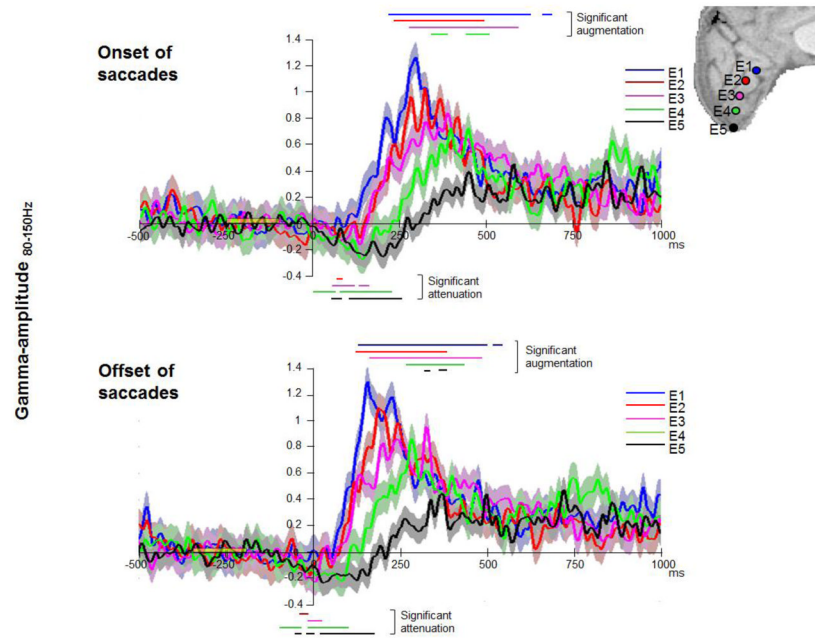 Significant
augmentation
Onset of
saccades
1.4
1.2
1
0.8
0.6
0.4
0.2
-0.2
-0.4
-500
-250
250
500
750
1000
ms
E1
E2
E3
E4
E5
E1
E2
E3
E4
E5
Significant
attenuation
Gamma-amplitude 80-150Hz
Significant
augmentation
Offset of
saccades
1.4
1.2
1
0.8
0.6
0.4
0.2
-0.2
-0.4
-500
-250
250
500
750
1000
ms
E1
E2
E3
E4
E5
Significant
attenuation